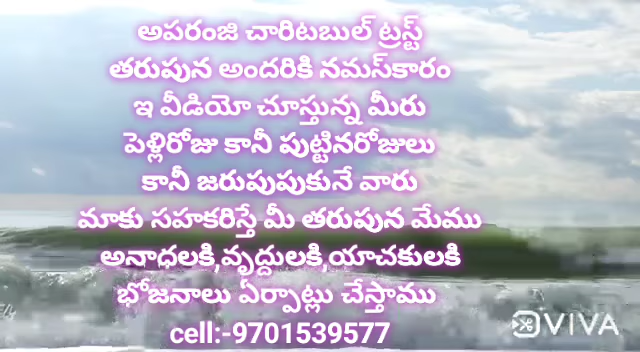 అపరంజి చారిటబుల్ ట్రస్ట్
తరుపున అందరికి నమస్కారం
ఇ వీడియో చూస్తున్న మీరు
పెళ్లిరోజు కానీ పుట్టినరోజులు
కానీ జరుపుపుకునే వారు
మాకు సహకరిస్తే మీ తరుపున మేము
అనాధలకి,వృద్దులకి,యాచకులకి
భోజనాలు ఏర్పాట్లు చేస్తాము
cell:-9701539577
VIVA